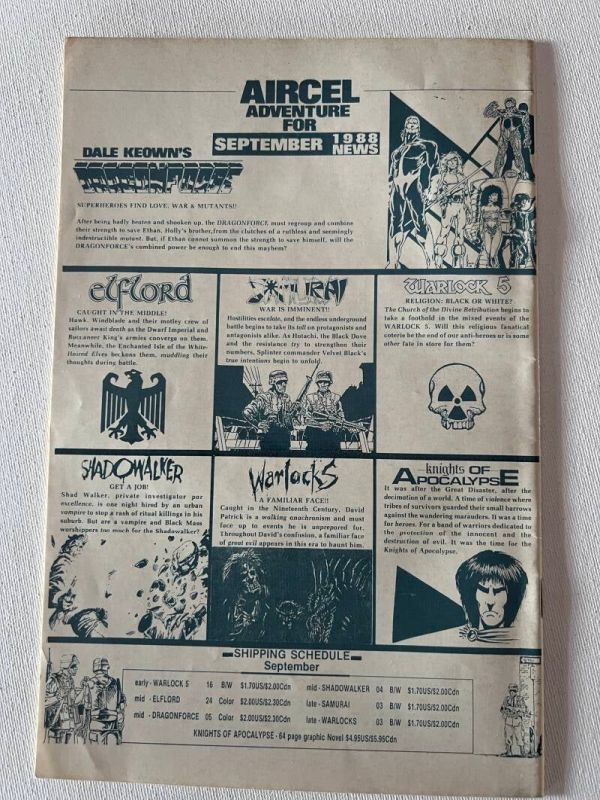 AIRCEL
ADVENTURE
FOR
SEPTEMBER 1988 NEWS
DALE KEOWN'S
DRAGONFORCE
SUPERHEROES FIND LOVE, WAR & MUTANTS!!
After being badly beaten and shooken up, the DRAGONFORCE must regroup and combine
their strength to save Ethan, Holly's brother, from the clutches of a ruthless and seemingly
indestructible mutant. But, if Ethan cannot summon the strength to save himself, will the
DRAGONFORCE's combined power be enough to end this mayhem?
elflord
CAUGHT IN THE MIDDLE!
Hawk, Windblade and their motley crew of
sailors await death as the Dwarf Imperial and
Buccaneer King's armies converge on them.
Meanwhile, the Enchanted Isle of the White-
Haired Elves beckons them, muddling their
thoughts during battle.
SAMURAI
WAR IS IMMINENT!!
Hostilities escolate, and the endless underground
battle begins to take its toll on protagonists and
antagonists alike. As Hotachi, the Black Dove
and the resistance try to strengthen their
numbers, Splinter commader Velvet Black's
true intentions begin to unfold.
WARLOCK 5
RELIGION: BLACK OR WHITE?
The Church of the Divine Retribution begins to
take a foothold in the mixed events of the
WARLOCK 5. Will this religious fanatical
coterie be the end of our anti-heroes or is some
other fate in store for them?
SHADOWALKER
GET A JOB!
Shad Walker, private investigator par
excellence, is one night hired by an urban
vampire to stop a rash of ritual killings in his
suburb. But are a vampire and Black Mass
worshippers too much for the Shadowalker?
Warlocks
A FAMILIAR FACE!!
Caught in the Nineteenth Century, David
Patrick is a walking anachronism and must
face up to events he is unprepared for.
Throughout David's confusion, a familiar face
of great evil appears in this era to haunt him.
knights OF
APOCALYPSE
It was after the Great Disaster, after the
decimation of a world. A time of violence where
tribes of survivors guarded their small barrows
against the wandering marauders. It was a time
for heroes. For a band of warriors dedicated to
the protection of the innocent and the
destruction of evil. It was the time for the
Knights of Apocalypse.
SHIPPING SCHEDULE
September
early - WARLOCK 5 16 B/W $1.70US/$2.00Cdn
mid - ELFLORD 24 Color $2.00US/$2.30Cdn
mid - DRAGONFORCE 05 Color $2.00US/$2.30Cdn
mid - SHADOWALKER 04 B/W $1.70US/$2.00Cdn
late - SAMURAI 03 B/W $1.70US/$2.00Cdn
late - WARLOCKS 03 B/W $1.70US/$2.00Cdn
KNIGHTS OF APOCALYPSE - 64 page graphic Novel $4.95US/$5.95Cdn